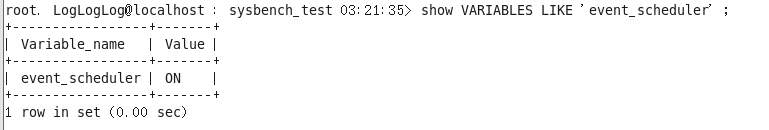 root. LogLogLog@localhost : sysbench_test 03:21:35> show VARIABLES LIKE 'event_scheduler' ;
+-----------------+-------+
| Variable_name   | Value |
+-----------------+-------+
| event_scheduler | ON    |
+-----------------+-------+
1 row in set (0.00 sec)